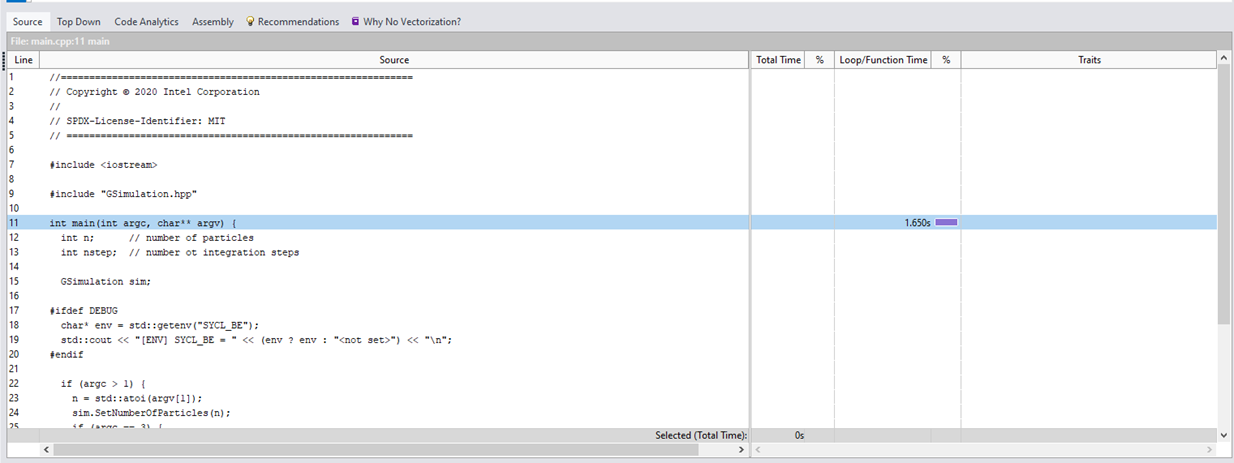 Source Top Down Code Analytics Assembly Recommendations Why No Vectorization?
File: main.cpp:11 main
Line Source Total Time % Loop/Function Time % Traits
1 //==============================================================
2 // Copyright © 2020 Intel Corporation
3 //
4 // SPDX-License-Identifier: MIT
5 // =============================================================
6
7 #include <iostream>
8
9 #include "GSimulation.hpp"
10
11 int main(int argc, char** argv) { 1.650s
12 int n; // number of particles
13 int nstep; // number ot integration steps
14
15 GSimulation sim;
16
17 #ifdef DEBUG
18 char* env = std::getenv("SYCL_BE");
19 std::cout << "[ENV] SYCL_BE = " << (env ? env : "<not set>") << "\n";
20 #endif
21
22 if (argc > 1) {
23 n = std::atoi(argv[1]);
24 sim.SetNumberOfParticles(n);
25 if (argc == 3) {
Selected (Total Time): 0s